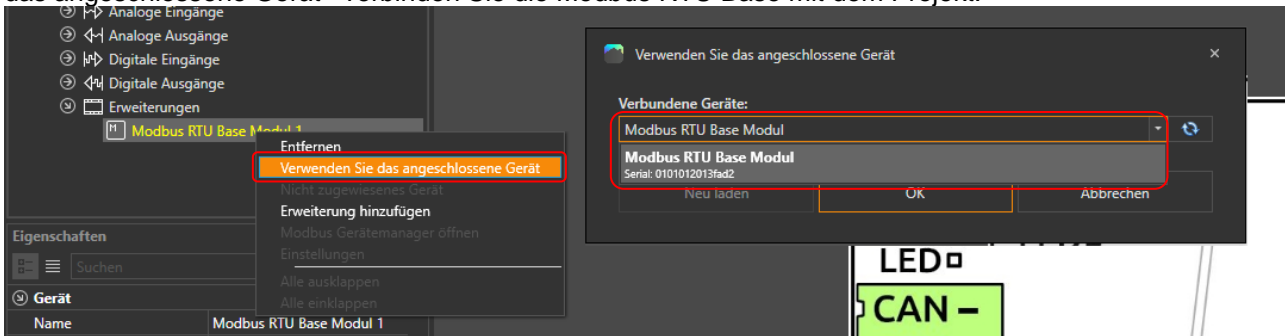 das angeschlossene Gerät" verbinden Sie die Modbus RTU Base mit dem Projekt.
Analoge Eingänge
Analoge Ausgänge
Digitale Eingänge
Digitale Ausgänge
Erweiterungen
Modbus RTU Base Modul 1
Entfernen
Verwenden Sie das angeschlossene Gerät
Nicht zugewiesenes Gerät
Erweiterung hinzufügen
Modbus Gerätemanager öffnen
Einstellungen
Alle ausklappen
Alle einklappen
Eigenschaften
Suchen
Gerät
Name Modbus RTU Base Modul 1
Verwenden Sie das angeschlossene Gerät
Verbundene Geräte:
Modbus RTU Base Modul
Modbus RTU Base Modul
Serial: 0101012013fad2
Neu laden OK Abbrechen
LED
CAN –